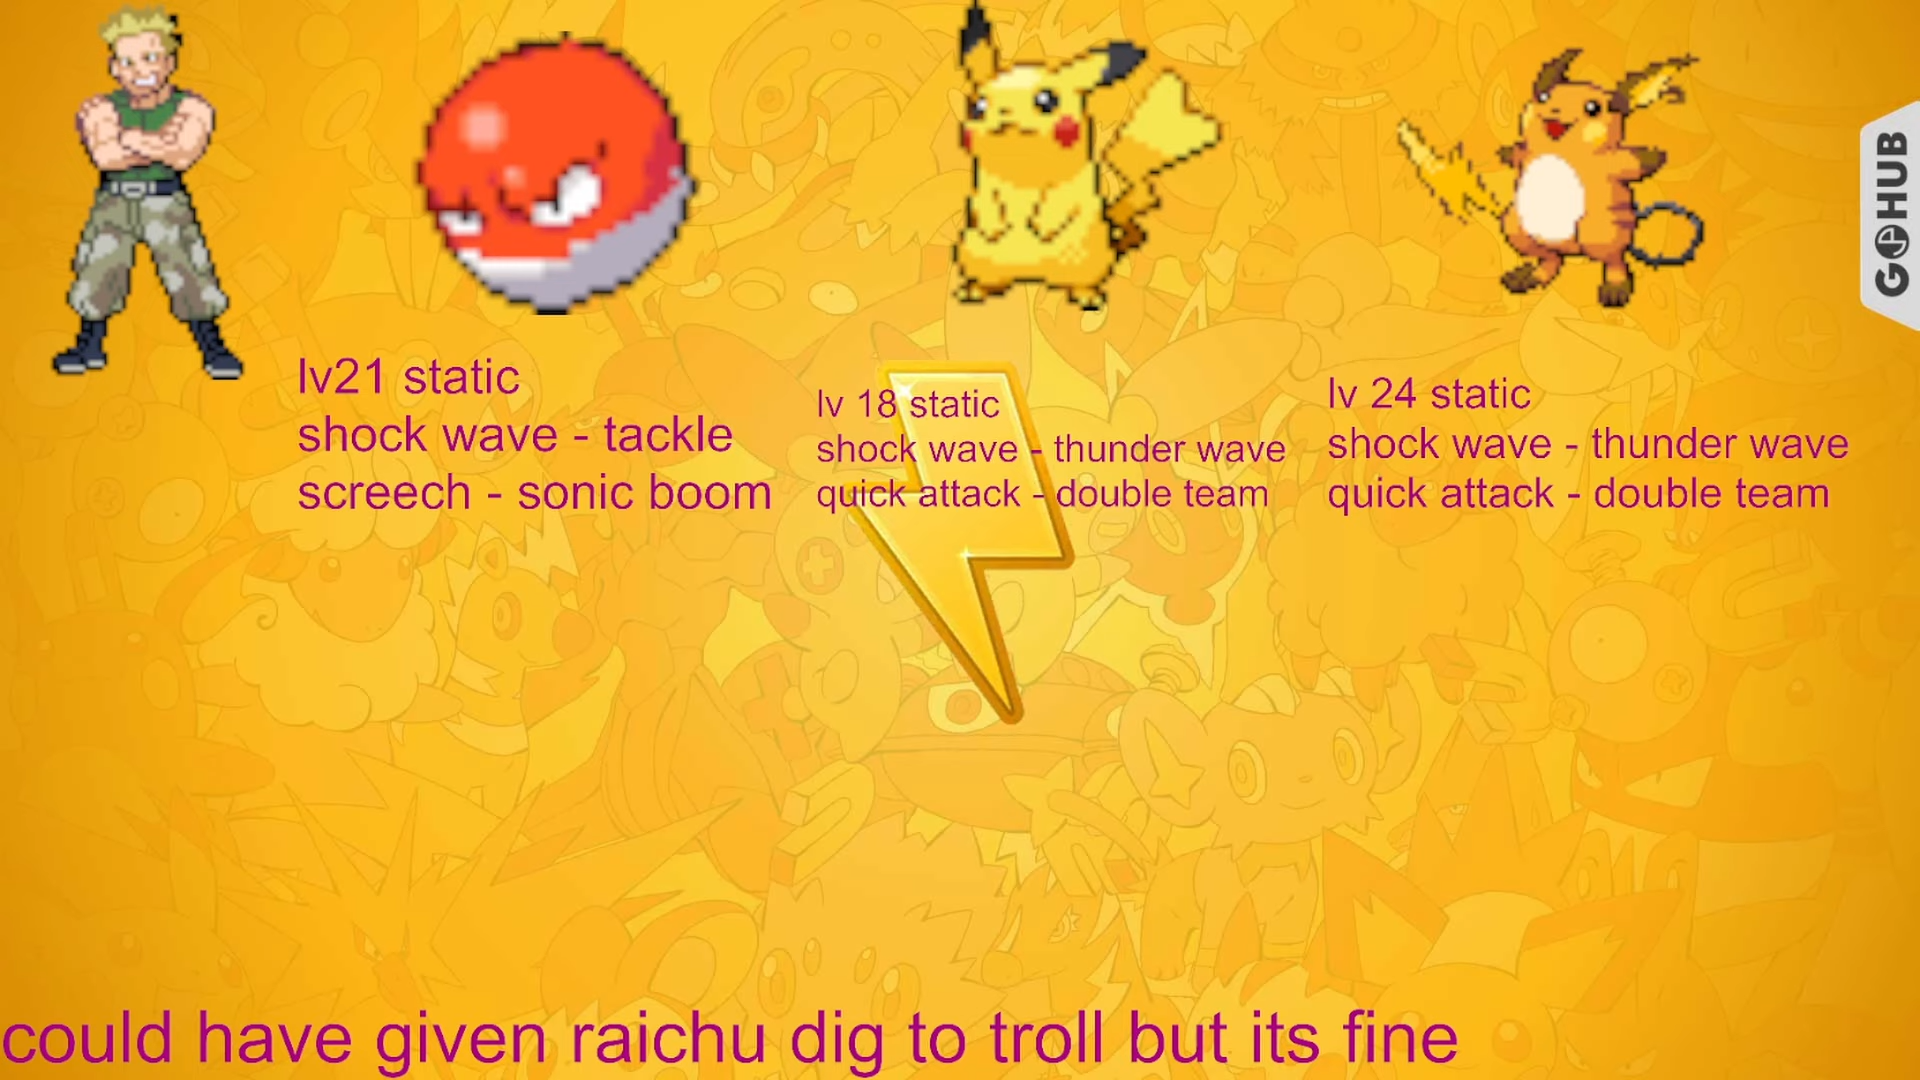 lv21 static
shock wave - tackle
screech - sonic boom
lv 18 static
shock wave - thunder wave
quick attack - double team
lv 24 static
shock wave - thunder wave
quick attack - double team
GOHUB
could have given raichu dig to troll but its fine